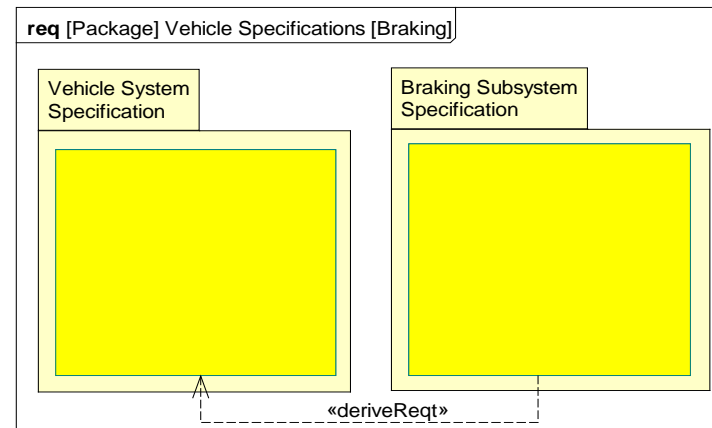 req [Package] Vehicle Specifications [Braking]
Vehicle System
Specification
Braking Subsystem
Specification
«deriveReqt»